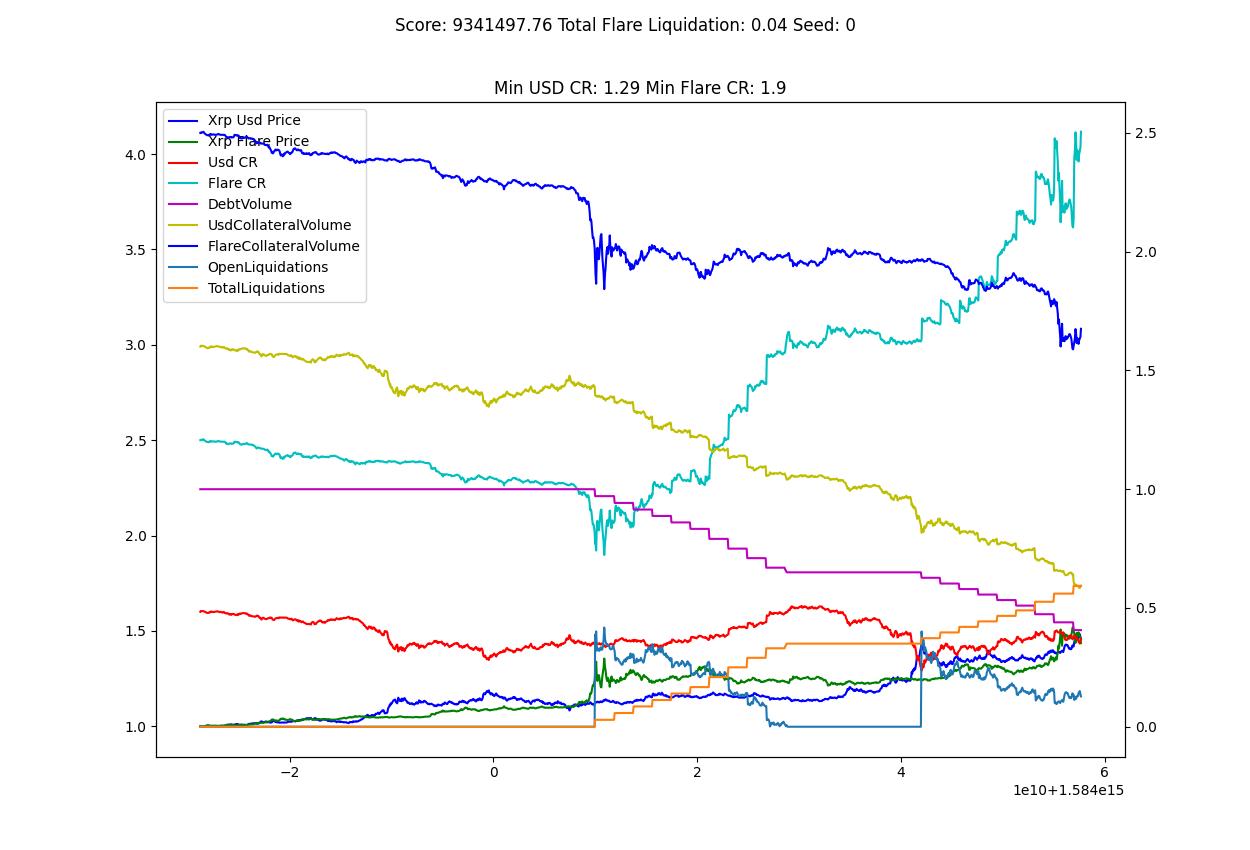 Score: 9341497.76 Total Flare Liquidation: 0.04 Seed: 0
Min USD CR: 1.29 Min Flare CR: 1.9
Xrp Usd Price
Xrp Flare Price
Usd CR
Flare CR
DebtVolume
UsdCollateralVolume
FlareCollateralVolume
OpenLiquidations
TotalLiquidations
4.0
3.5
3.0
2.5
2.0
1.5
1.0
2.5
2.0
1.5
1.0
0.5
0.0
−2 0 2 4 6
1e10+1.584e15